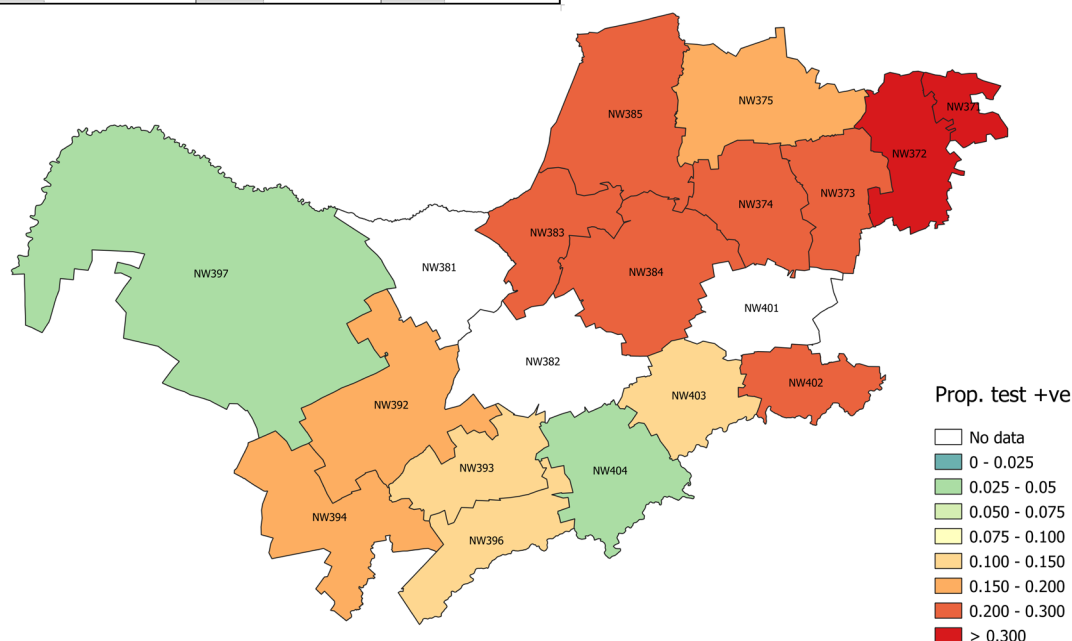 NW385
NW375
NW371
NW372
NW373
NW374
NW383
NW397
NW381
NW384
NW401
NW382
NW402
NW403
NW392
NW393
NW404
NW394
NW396
Prop. test +ve
No data
0 - 0.025
0.025 - 0.05
0.050 - 0.075
0.075 - 0.100
0.100 - 0.150
0.150 - 0.200
0.200 - 0.300
> 0.300